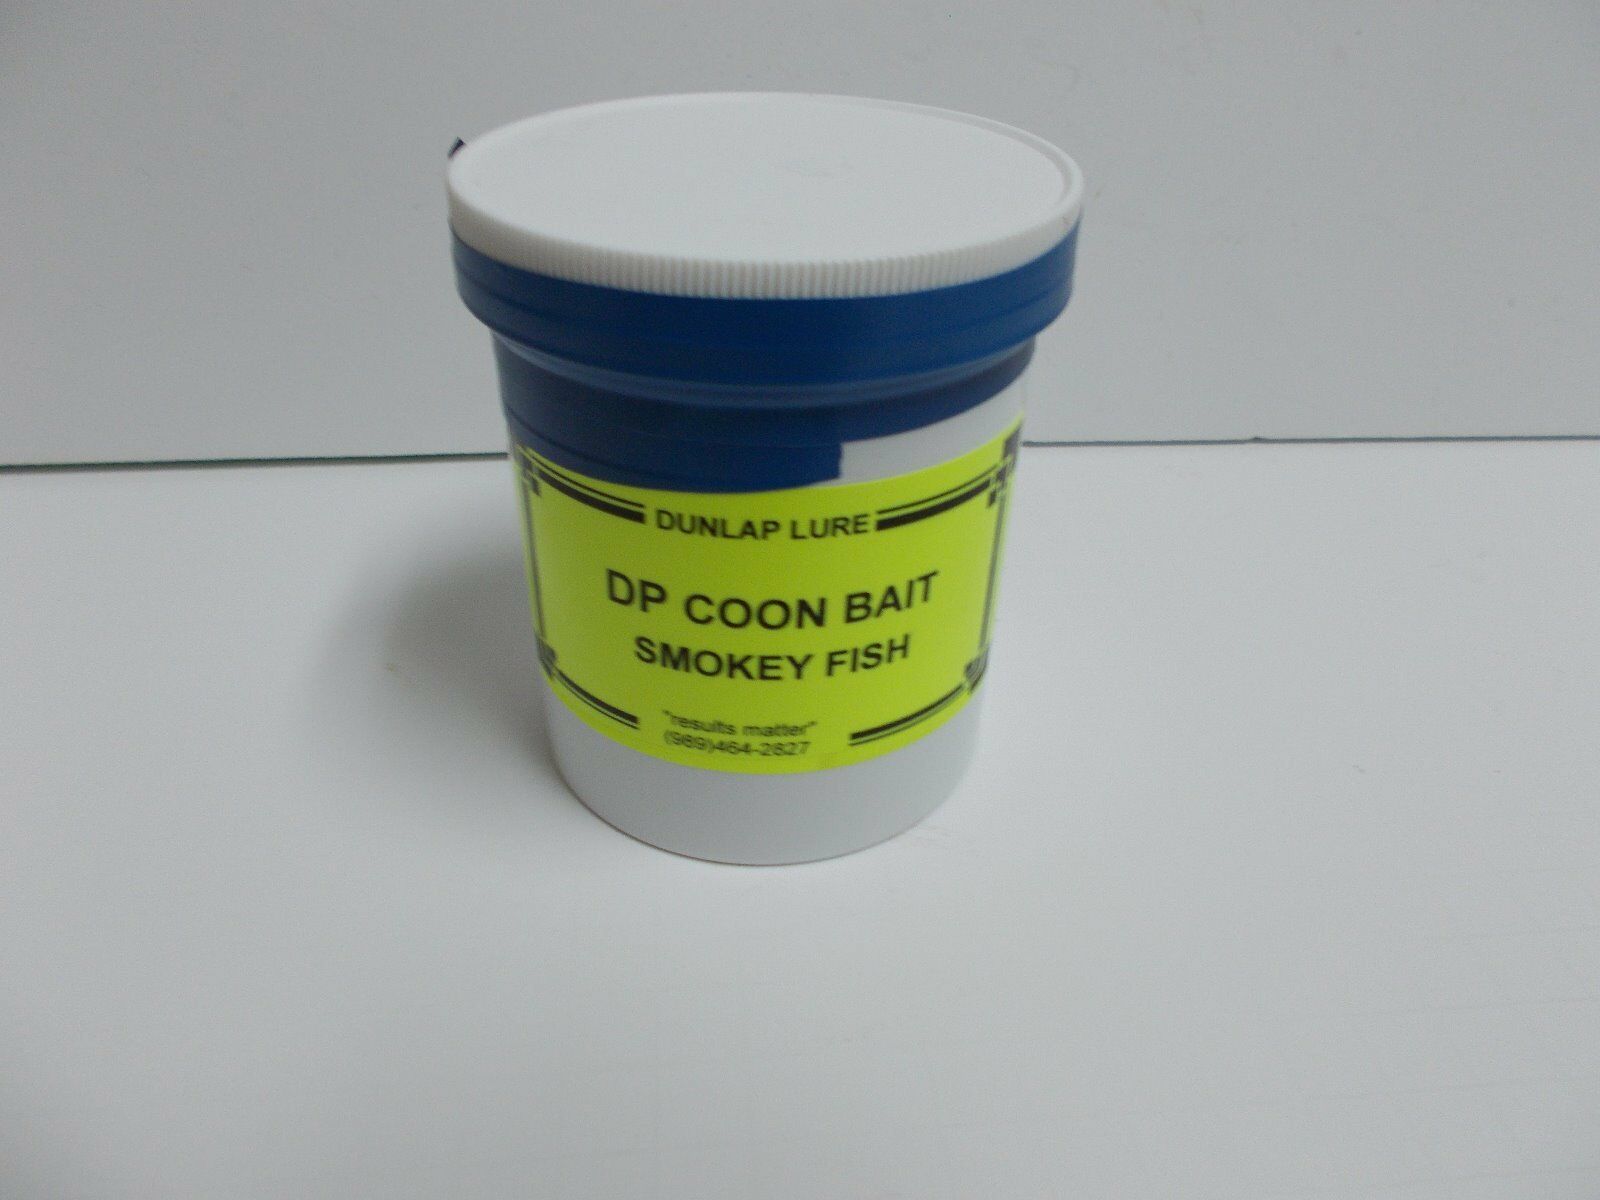 DUNLAP LURE
DP COON BAIT
SMOKEY FISH
"results matter"
(989)464-2827